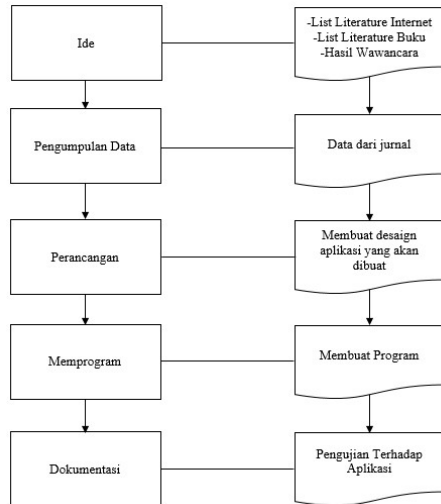 Ide
-List Literature Internet
-List Literature Buku
-Hasil Wawancara
Pengumpulan Data
Data dari jurnal
Perancangan
Membuat desaign
aplikasi yang akan
dibuat
Memprogram
Membuat Program
Dokumentasi
Pengujian Terhadap
Aplikasi